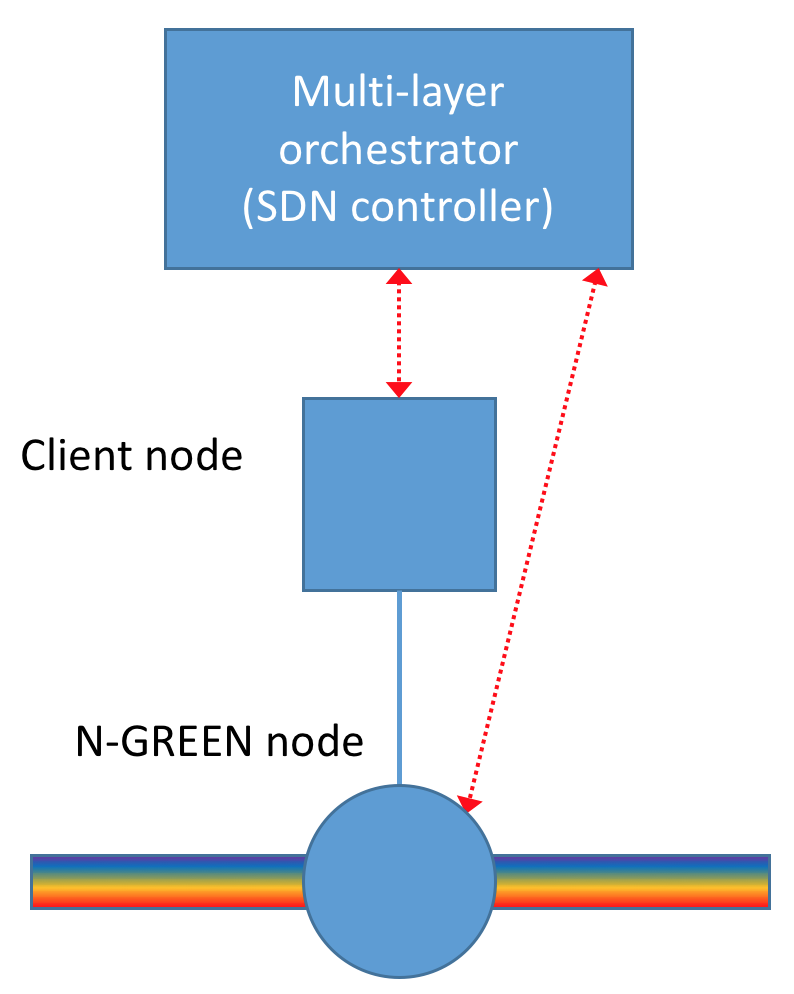 Multi-layer
orchestrator
(SDN controller)
Client node
N-GREEN node